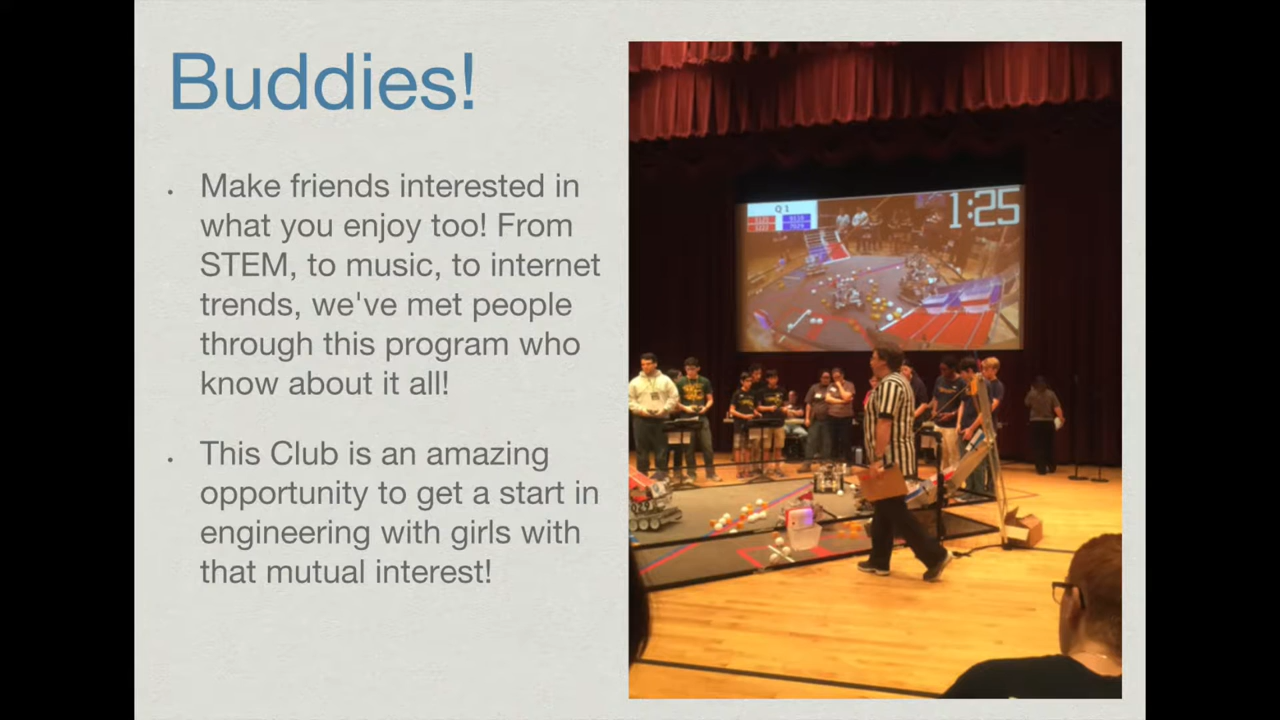 Buddies!
Make friends interested in
what you enjoy too! From
STEM, to music, to internet
trends, we've met people
through this program who
know about it all!
This Club is an amazing
opportunity to get a start in
engineering with girls with
that mutual interest!
Q1
1:25